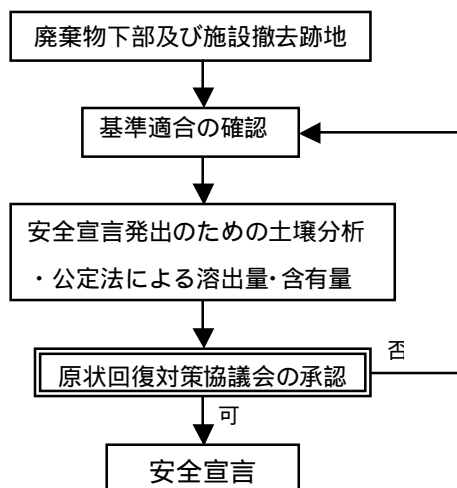 廃棄物下部及び施設撤去跡地
基準適合の確認
安全宣言発出のための土壌分析
・公定法による溶出量・含有量
原状回復対策協議会の承認
否
可
安全宣言